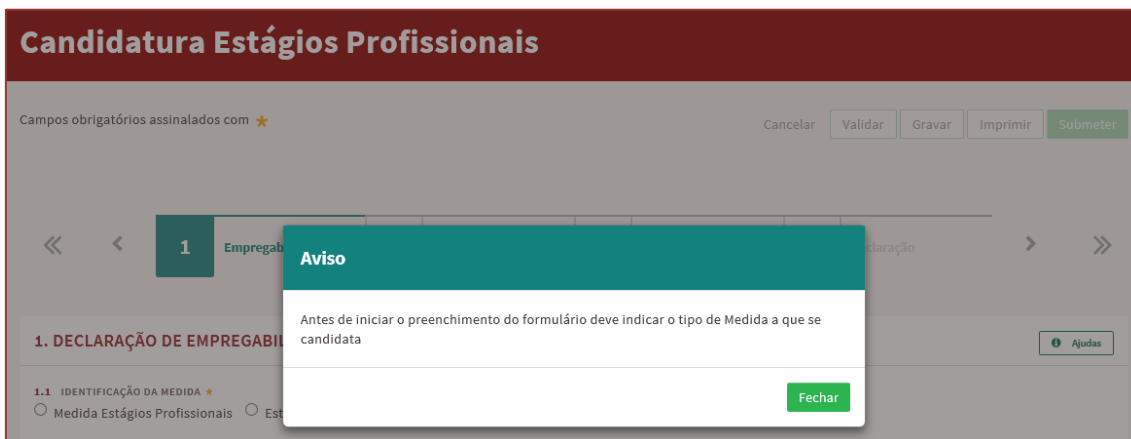 Candidatura Estágios Profissionais
Campos obrigatórios assinalados com
Cancelar Validar Gravar Imprimir Submeter
1
Aviso
Antes de iniciar o preenchimento do formulário deve indicar o tipo de Medida a que se
candidata
Fechar
1. DECLARAÇÃO DE
Ajudas
1.1 IDENTIFICAÇÃO DA MEDIDA
Medida Estágios Profissionais